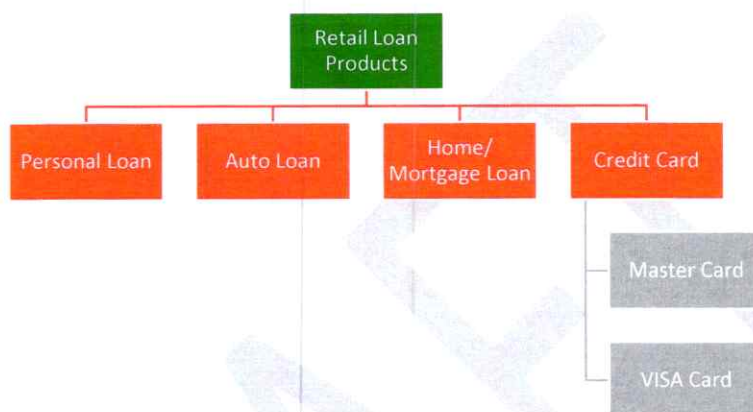 Retail Loan
Products
Personal Loan
Auto Loan
Home/
Mortgage Loan
Credit Card
Master Card
VISA Card